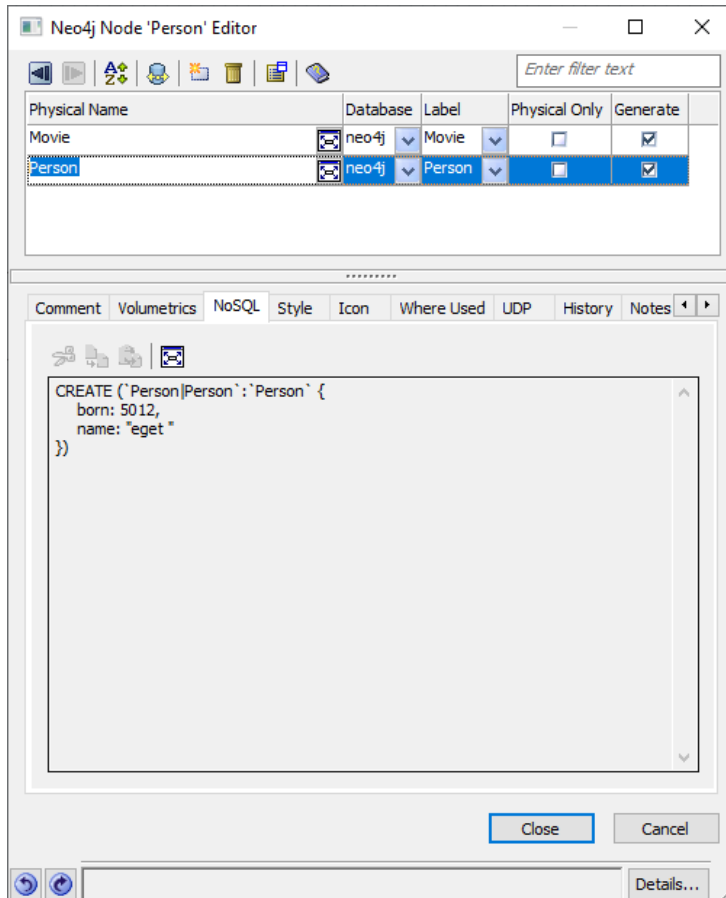 Neo4j Node 'Person' Editor
Enter filter text
Physical Name Database Label Physical Only Generate
Movie neo4j Movie
Person neo4j Person
Comment Volumetrics NoSQL Style Icon Where Used UDP History Notes
CREATE (`Person|Person`:`Person` {
born: 5012,
name: "eget "
})
Close Cancel
Details...